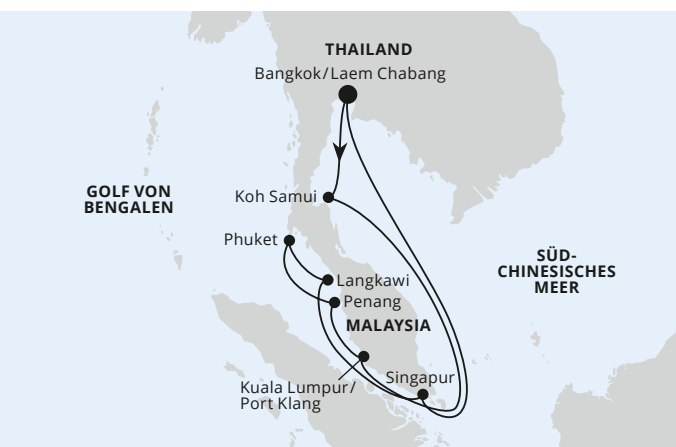 THAILAND
Bangkok/Laem Chabang
GOLF VON
BENGALEN
Koh Samui
Phuket
SÜD-
CHINESISCHES
MEER
Langkawi
Penang
MALAYSIA
Singapur
Kuala Lumpur/
Port Klang